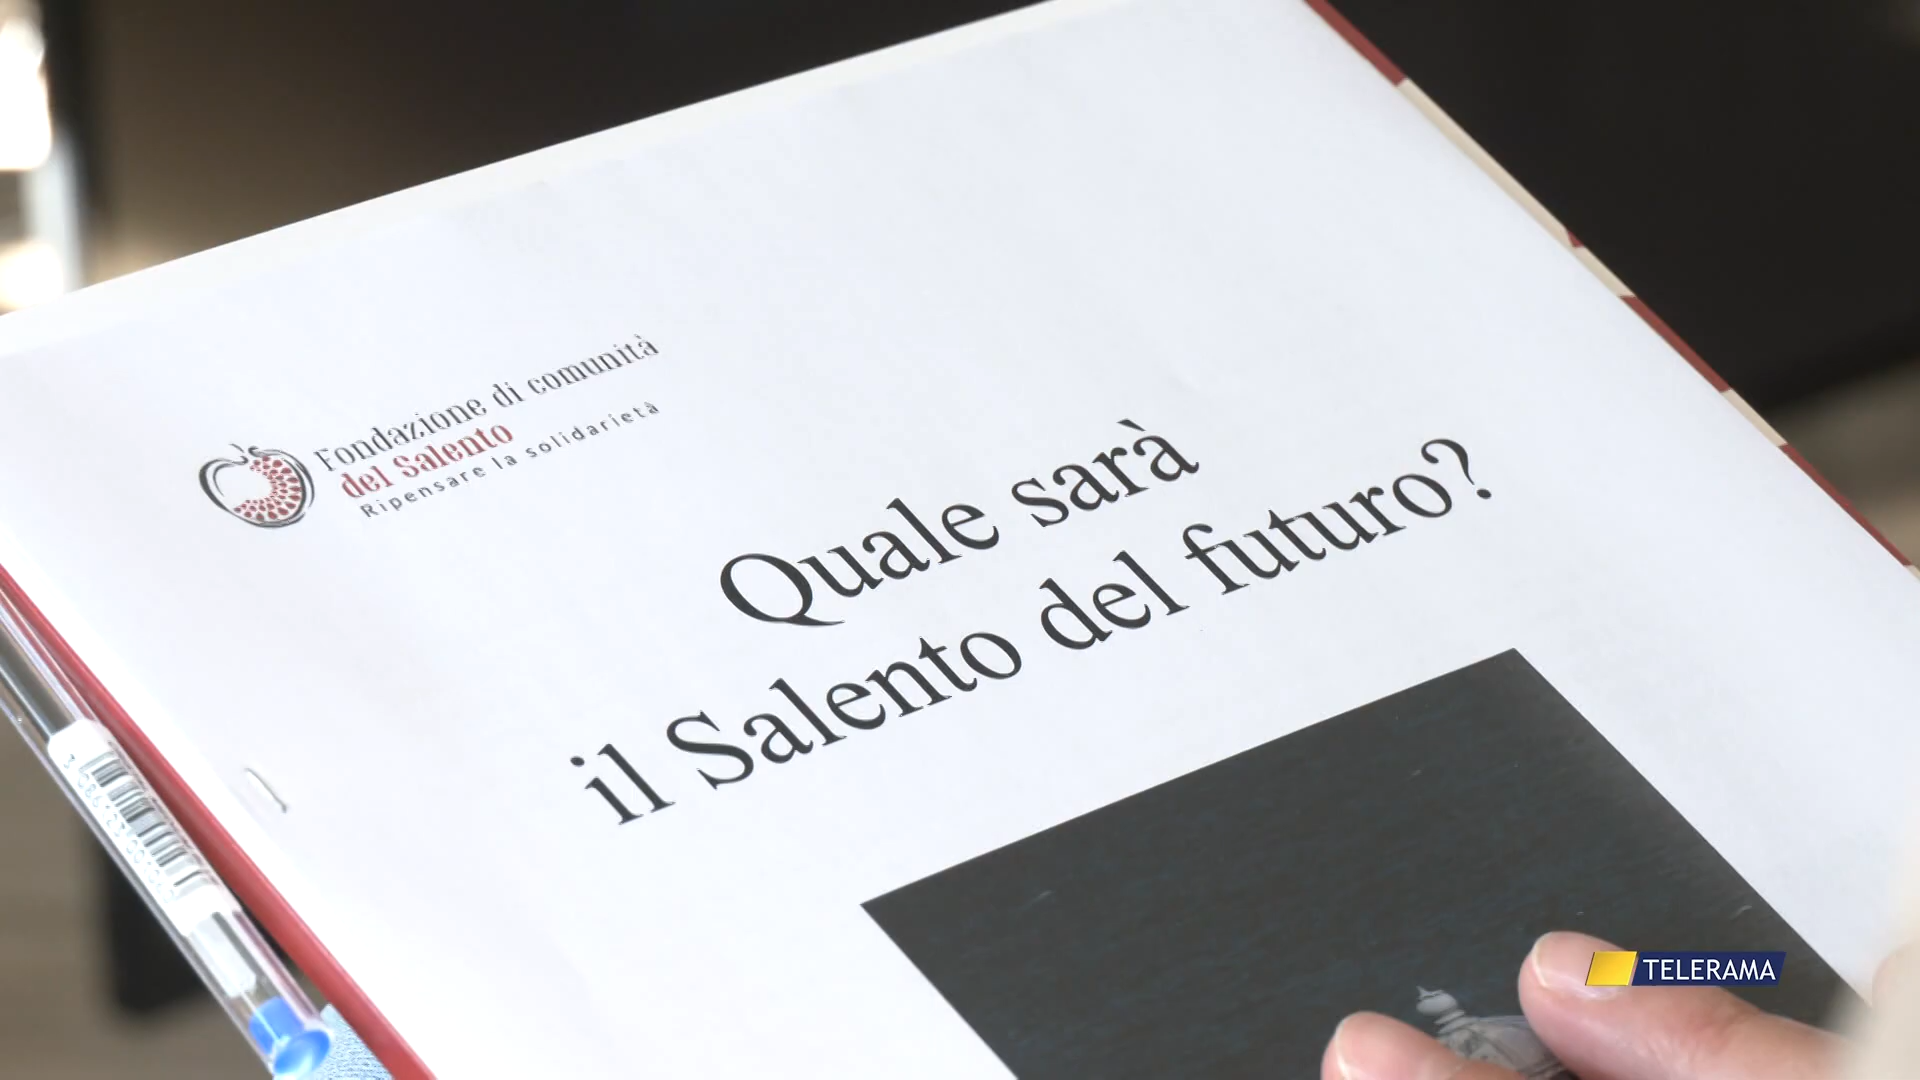 Fondazione di comunità
del Salento
Ripensare la solidarietà
Quale sarà
il Salento del futuro?
TELERAMA